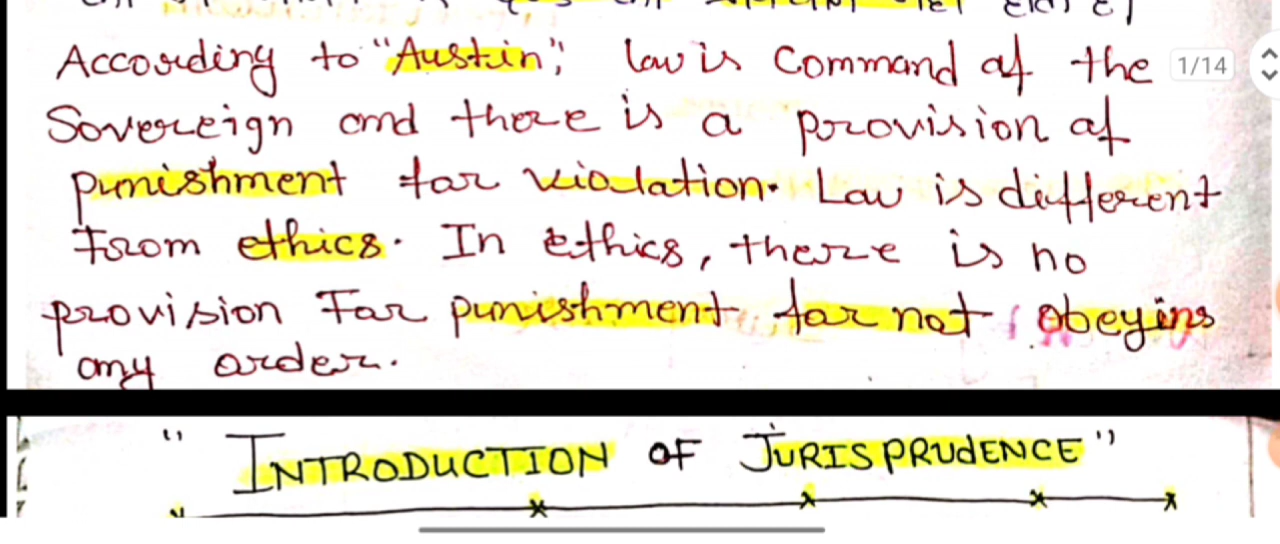 According to "Austin", law is Command of the
1/14
Sovereign and there is a provision of
punishment for violation. Law is different
From ethics. In ethics, there is no
provision For punishment for not obeying
any order.
"INTRODUCTION OF JURISPRUDENCE"